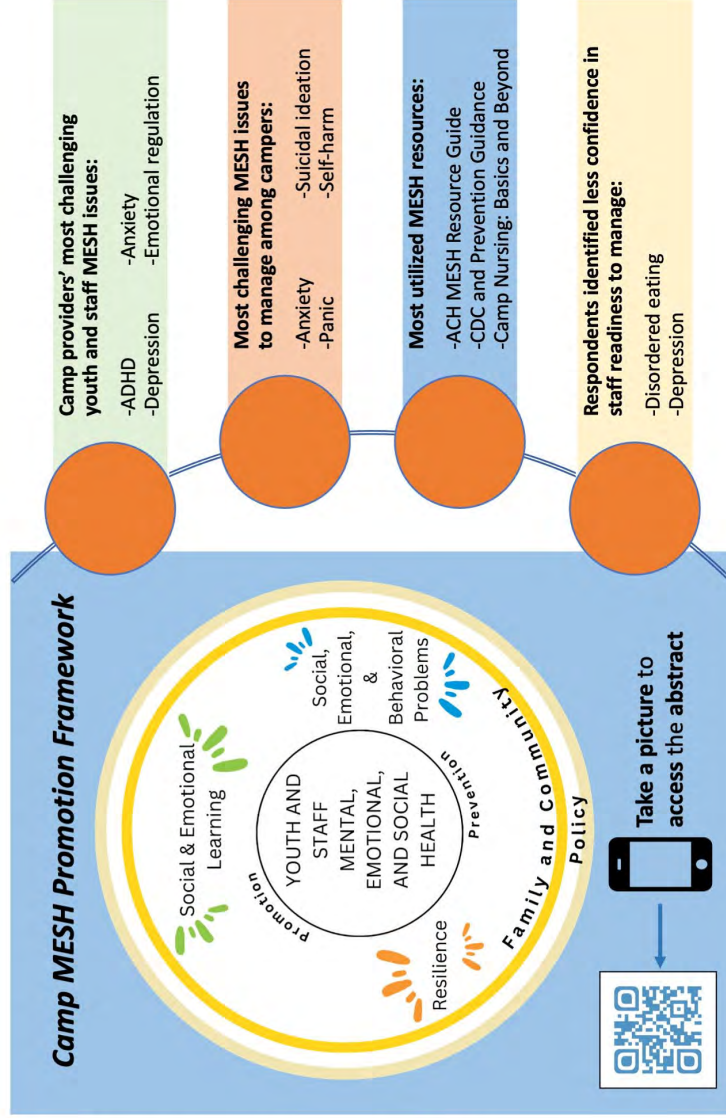 Camp MESH Promotion Framework
Social & Emotional
Learning
Social,
Emotional,
&
Behavioral
Problems
Resilience
Promotion
Prevention
YOUTH AND
STAFF
MENTAL,
EMOTIONAL,
AND SOCIAL
HEALTH
Family and Community
Policy
Take a picture to
access the abstract
Camp providers' most challenging
youth and staff MESH issues:
-ADHD -Anxiety
-Depression -Emotional regulation
Most challenging MESH issues
to manage among campers:
-Anxiety -Suicidal ideation
-Panic -Self-harm
Most utilized MESH resources:
-ACH MESH Resource Guide
-CDC and Prevention Guidance
-Camp Nursing: Basics and Beyond
Respondents identified less confidence in
staff readiness to manage:
-Disordered eating
-Depression